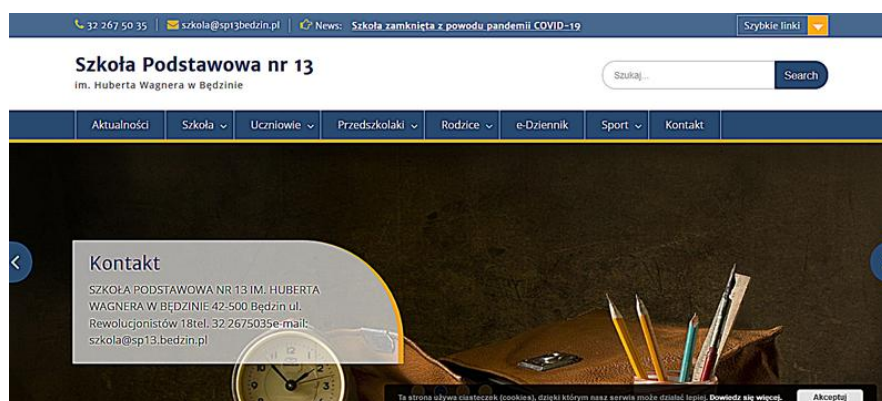 32 267 50 35 szkola@sp13bedzin.pl News: Szkoła zamknięta z powodu pandemii COVID-19 Szybkie linki
Szkoła Podstawowa nr 13
im. Huberta Wagnera w Będzinie
Szukaj... Search
Aktualności Szkoła Uczniowie Przedszkolaki Rodzice e-Dziennik Sport Kontakt
Kontakt
SZKOŁA PODSTAWOWA NR 13 IM. HUBERTA
WAGNERA W BĘDZINIE 42-500 Będzin ul.
Rewolucjonistów 18tel. 32 2675035e-mail:
szkola@sp13.bedzin.pl
12
9 3
Ta strona używa ciasteczek (cookies), dzięki którym nasz serwis może działać lepiej. Dowiedz się więcej. Akceptuj